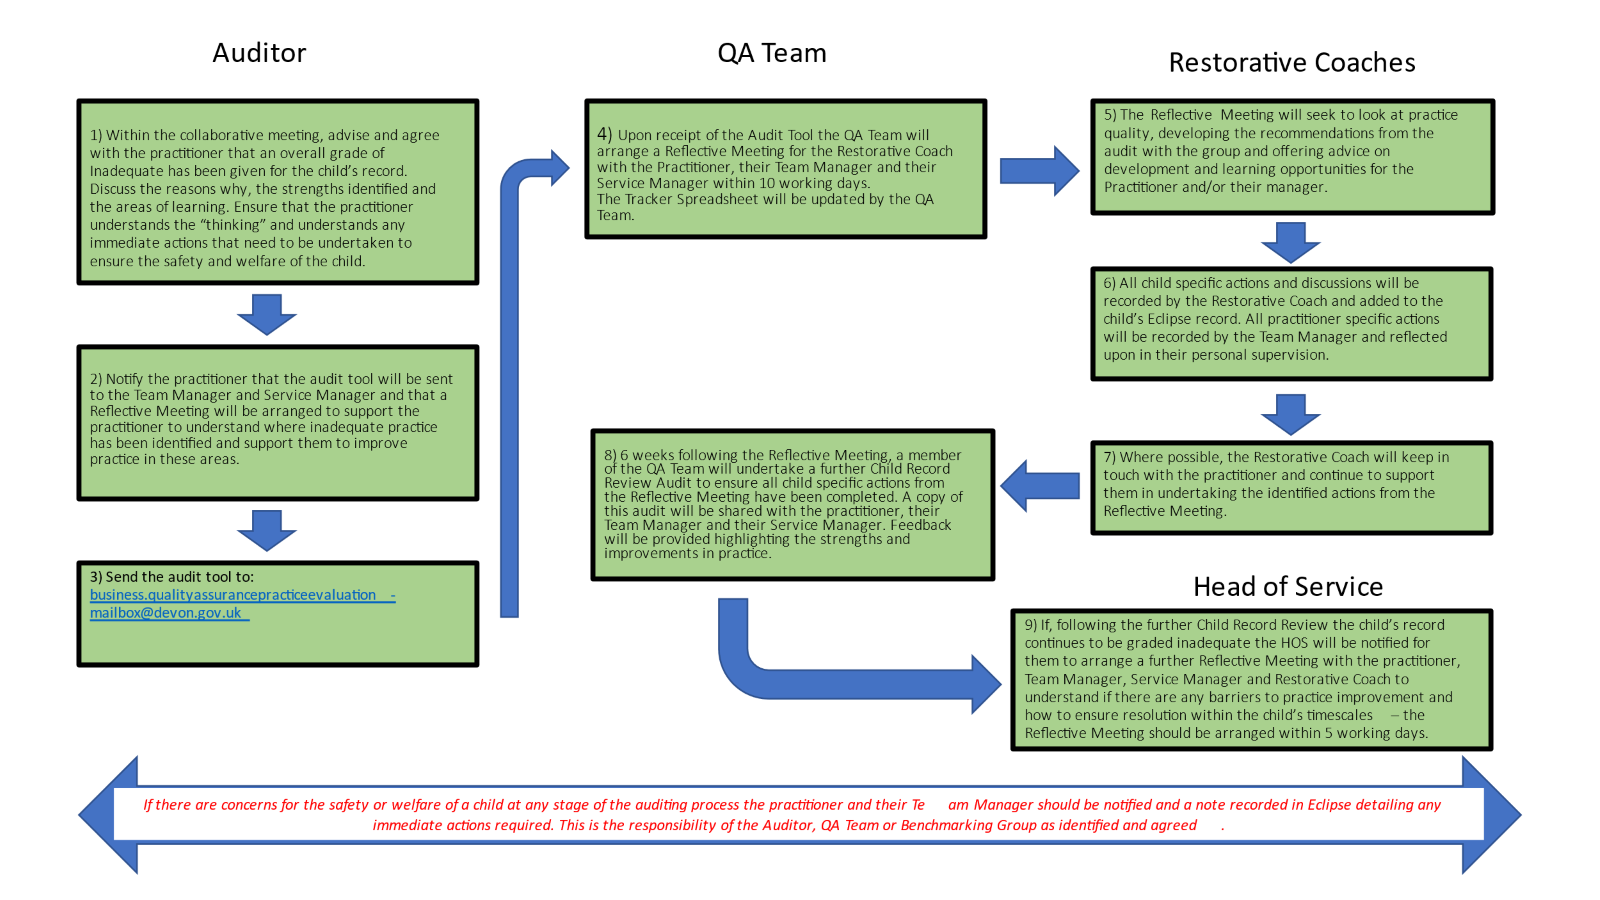 Auditor
1) Within the collaborative meeting, advise and agree
with the practitioner that an overall grade of
Inadequate has been given for the child’s record.
Discuss the reasons why, the strengths identified and
the areas of learning. Ensure that the practitioner
understands the “thinking” and understands any
immediate actions that need to be undertaken to
ensure the safety and welfare of the child.
2) Notify the practitioner that the audit tool will be sent
to the Team Manager and Service Manager and that a
Reflective Meeting will be arranged to support the
practitioner to understand where inadequate practice
has been identified and support them to improve
practice in these areas.
3) Send the audit tool to:
business.qualityassurancepracticeevaluation -
mailbox@devon.gov.uk
QA Team
4) Upon receipt of the Audit Tool the QA Team will
arrange a Reflective Meeting for the Restorative Coach
with the Practitioner, their Team Manager and their
Service Manager within 10 working days.
The Tracker Spreadsheet will be updated by the QA
Team.
Restorative Coaches
5) The Reflective Meeting will seek to look at practice
quality, developing the recommendations from the
audit with the group and offering advice on
development and learning opportunities for the
Practitioner and/or their manager.
6) All child specific actions and discussions will be
recorded by the Restorative Coach and added to the
child’s Eclipse record. All practitioner specific actions
will be recorded by the Team Manager and reflected
upon in their personal supervision.
7) Where possible, the Restorative Coach will keep in
touch with the practitioner and continue to support
them in undertaking the identified actions from the
Reflective Meeting.
8) 6 weeks following the Reflective Meeting, a member
of the QA Team will undertake a further Child Record
Review Audit to ensure all child specific actions from
the Reflective Meeting have been completed. A copy of
this audit will be shared with the practitioner, their
Team Manager and their Service Manager. Feedback
will be provided highlighting the strengths and
improvements in practice.
Head of Service
9) If, following the further Child Record Review the child’s record
continues to be graded inadequate the HOS will be notified for
them to arrange a further Reflective Meeting with the practitioner,
Team Manager, Service Manager and Restorative Coach to
understand if there are any barriers to practice improvement and
how to ensure resolution within the child’s timescales – the
Reflective Meeting should be arranged within 5 working days.
If there are concerns for the safety or welfare of a child at any stage of the auditing process the practitioner and their Te am Manager should be notified and a note recorded in Eclipse detailing any
immediate actions required. This is the responsibility of the Auditor, QA Team or Benchmarking Group as identified and agreed .